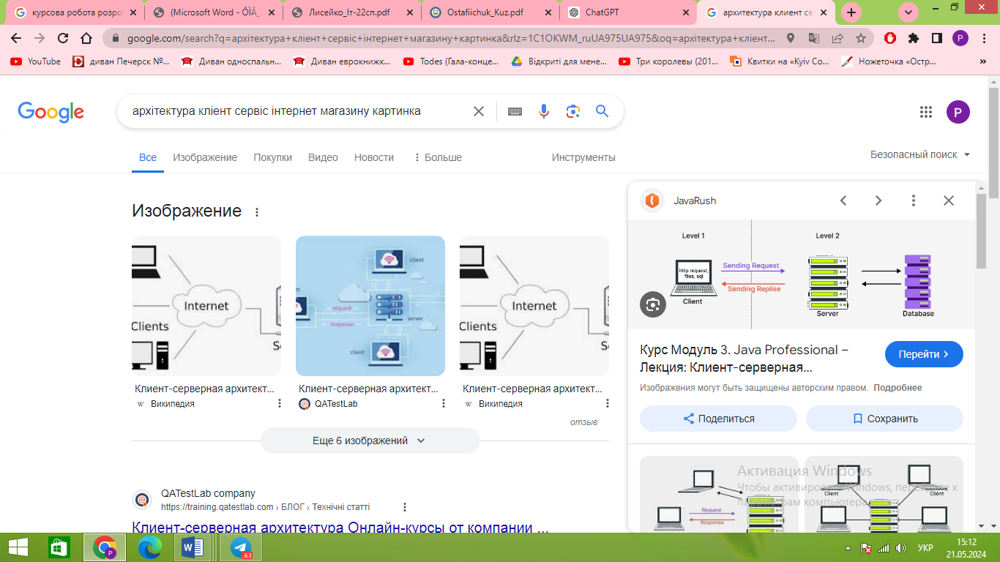 курсова робота розро
(Microsoft Word - ÔÎÌÂ_
Лисейко_Іт-22сп.pdf
Ostafiichuk_Kuz.pdf
ChatGPT
архитектура клиент се
google.com/search?q=архітектура+клієнт+сервіс+інтернет+магазину+картинка&rlz=1C1OKWM_ruUA975UA975&oq=архітектура+клієнт...
P
YouTube
диван Печерск №...
Диван односпальн...
Диван еврокнижк...
Todes (Гала-конце...
Відкриті для мене...
Три королевы (201...
Квитки на «Kyiv Co...
Ножеточка «Остр...
Google
архітектура кліент сервіс інтернет магазину картинка
P
Все
Изображение
Покупки
Видео
Новости
Больше
Инструменты
Безопасный поиск
Изображение
Internet
Clients
Se
client
request
response
server
client
Internet
Clients
Se
Клиент-серверная архитект...
W Википедия
Клиент-серверная архитект...
QATestLab
Клиент-серверная архитект...
W Википедия
отзыв
Еще 6 изображений
QATestLab company
https://training.qatestlab.com › БЛОГ › Технічні статті
Клиент-серверная архитектура Онлайн-курсы от компании ...
JavaRush
Level 1
Level 2
http request,
files, sql
Sending Request
Sending Replise
Client
Server
Database
Курс Модуль 3. Java Professional –
Лекция: Клиент-серверная...
Перейти
Изображения могут быть защищены авторским правом. Подробнее
Поделиться
Сохранить
Request
Response
Client
Client
Активация Windows
Чтобы активировать Windows, перейдите к
параметрам компьютера.
63
УКР
15:12
21.05.2024